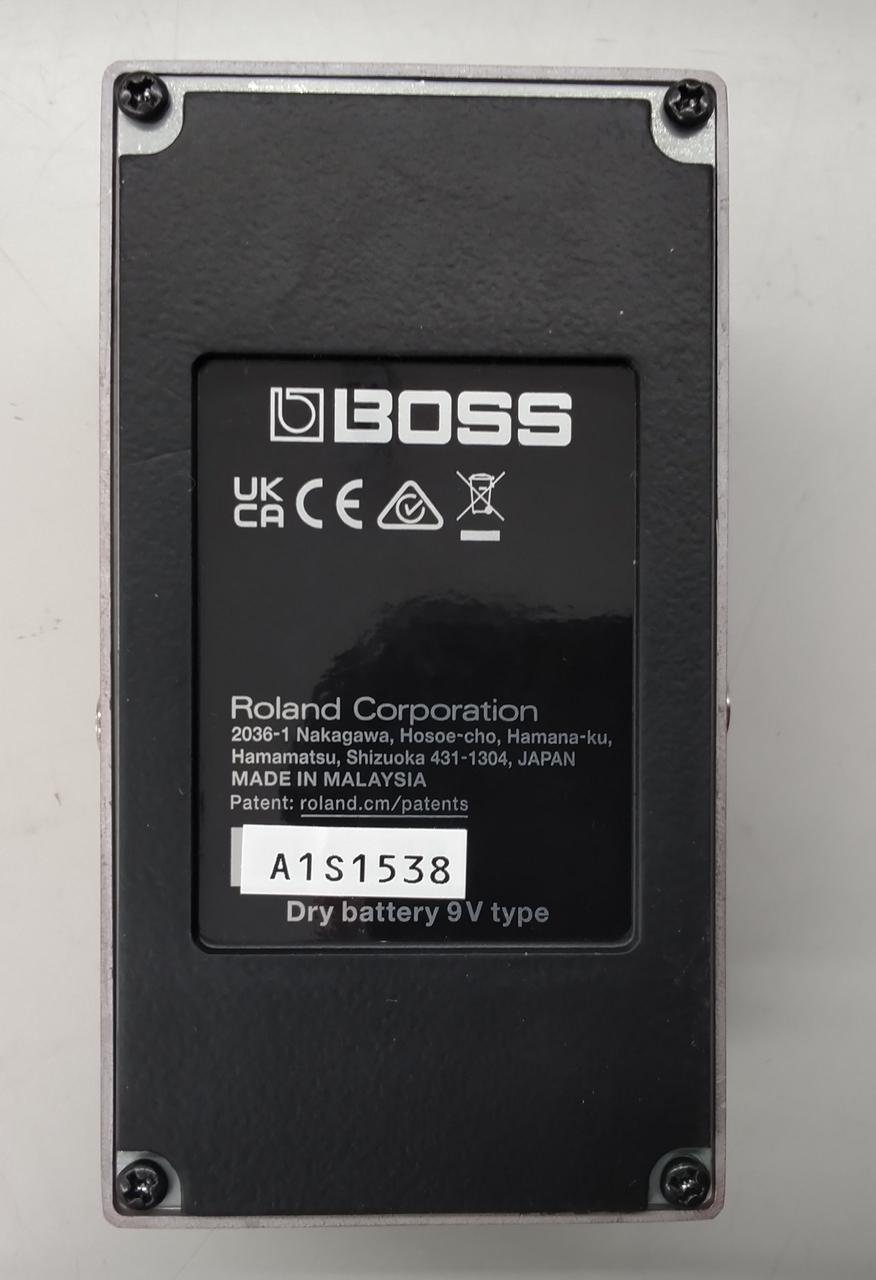 BOSS
UK
CA CE
Roland Corporation
2036-1 Nakagawa, Hosoe-cho, Hamana-ku,
Hamamatsu, Shizuoka 431-1304, JAPAN
MADE IN MALAYSIA
Patent: roland.cm/patents
A1S1538
Dry battery 9V type